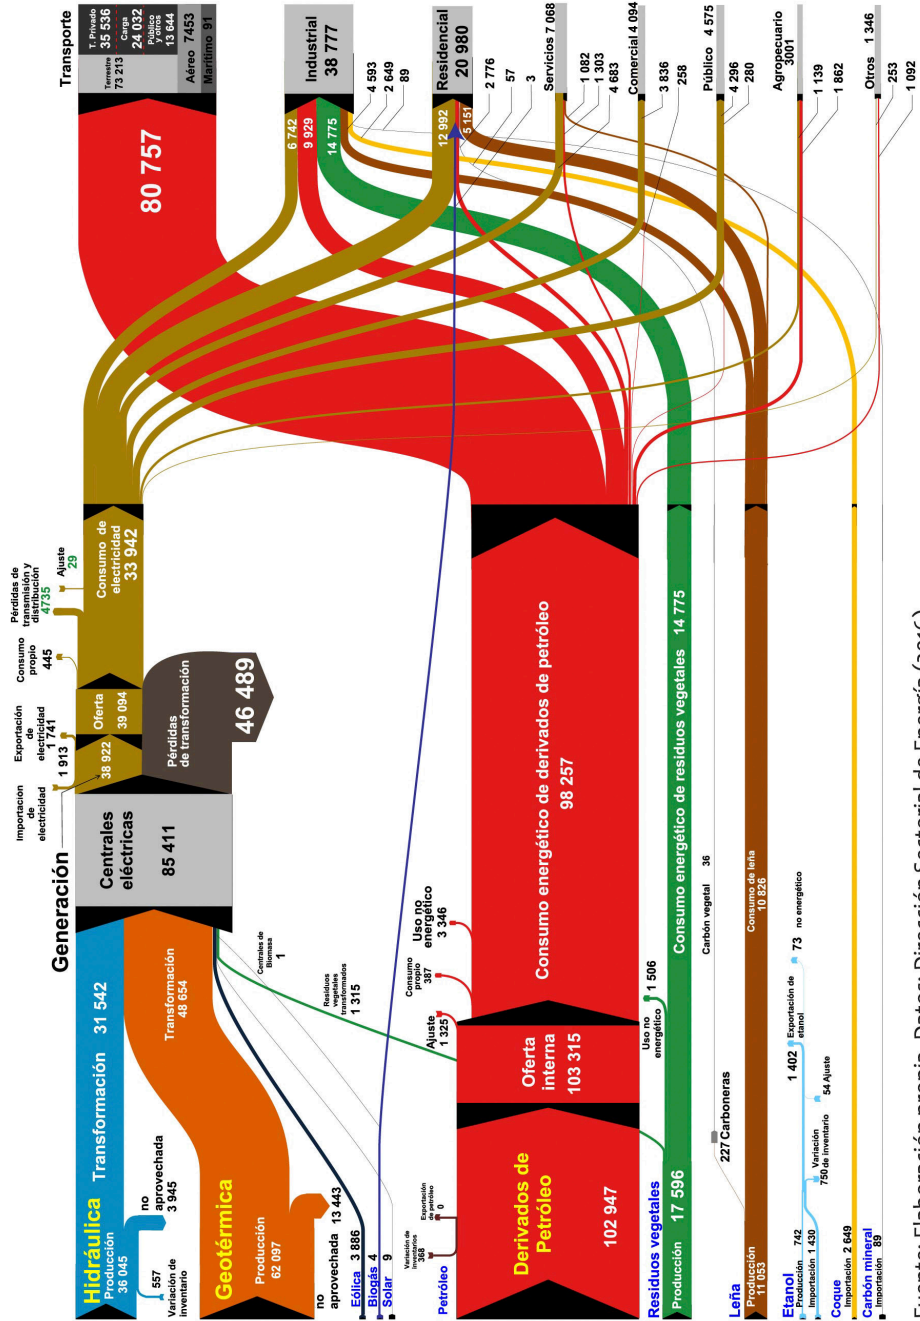 Generación
Hidráulica
Producción
36 045
Transformación 31 542
557
Variación de
inventario
no
aprovechada
3 945
Geotérmica
Producción
62 097
Transformación
48 654
no
aprovechada 13 443
Eólica 3 886
Biogás 4
Solar 9
Centrales de
Biomasa
1
Residuos
vegetales
transformados
1 315
Centrales
eléctricas
85 411
Importación
de
electricidad
1 913
38 922
Exportación
de
electricidad
1 741
Oferta
39 094
Consumo
propio
445
Pérdidas de
transmisión y
distribución
4735
Ajuste
29
Consumo de
electricidad
33 942
Pérdidas
de transformación
46 489
Petróleo
Variación de
inventarios
368
Exportación
de petróleo
0
Derivados de
Petróleo
102 947
Oferta
interna
103 315
Ajuste
1 325
Consumo
propio
387
Uso no
energético
3 346
Consumo energético de derivados de petróleo
98 257
Residuos vegetales
Producción 17 596
Uso no
energético
1 506
Consumo energético de residuos vegetales 14 775
227 Carboneras
Carbón vegetal 36
Leña
Producción
11 053
Consumo de leña
10 826
Etanol
Producción 742
Importación 1 430
Variación
750 de inventario
54 Ajuste
1 402
Exportación de
etanol
73 no energético
Coque
Importación 2 649
Carbón mineral
Importación 89
Transporte
T. Privado
35 536
Carga
24 032
Público
y otros
13 644
Terrestre
73 213
Aéreo 7453
Marítimo 91
80 757
Industrial
38 777
6 742
9 929
14 775
4 593
2 649
89
Residencial
20 980
12 992
5 151
2 776
57
3
Servicios 7 068
1 082
1 303
4 683
Comercial 4 094
3 836
258
Público 4 575
4 296
280
Agropecuario
3001
1 139
1 862
Otros 1 346
253
1 092